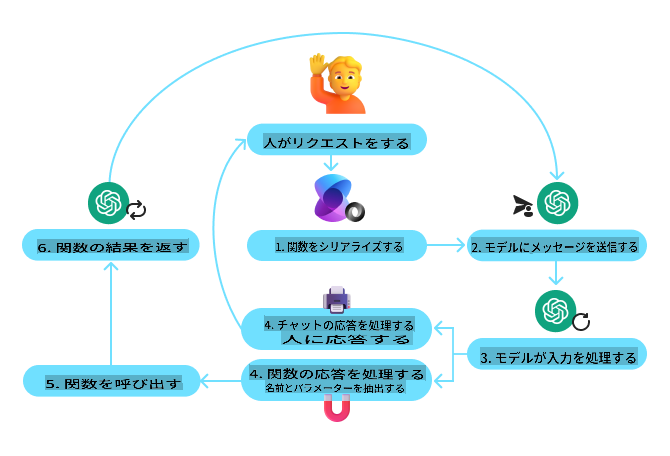 人がリクエストをする
1. 関数をシリアライズする
2. モデルにメッセージを送信する
3. モデルが入力を処理する
4. チャットの応答を処理する
人に応答する
4. 関数の応答を処理する
名前とパラメーターを抽出する
5. 関数を呼び出す
6. 関数の結果を返す